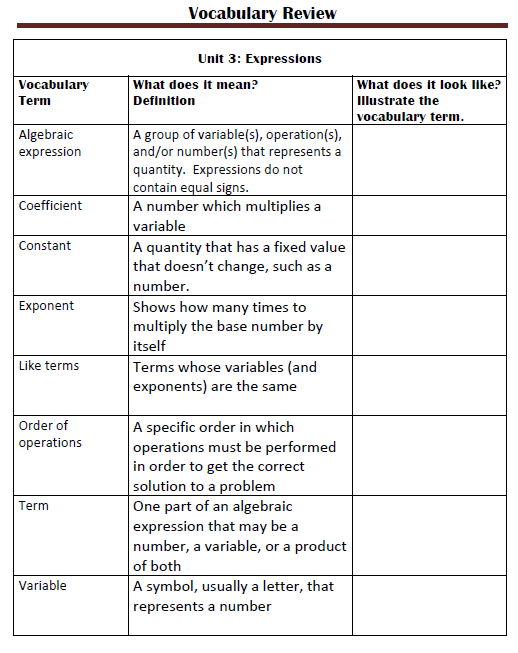 Vocabulary Review
Unit 3: Expressions
Vocabulary
Term
What does it mean?
Definition
What does it look like?
Illustrate the
vocabulary term.
Algebraic
expression
A group of variable(s), operation(s),
and/or number(s) that represents a
quantity.  Expressions do not
contain equal signs.
Coefficient
A number which multiplies a
variable
Constant
A quantity that has a fixed value
that doesn’t change, such as a
number.
Exponent
Shows how many times to
multiply the base number by
itself
Like terms
Terms whose variables (and
exponents) are the same
Order of
operations
A specific order in which
operations must be performed
in order to get the correct
solution to a problem
Term
One part of an algebraic
expression that may be a
number, a variable, or a product
of both
Variable
A symbol, usually a letter, that
represents a number